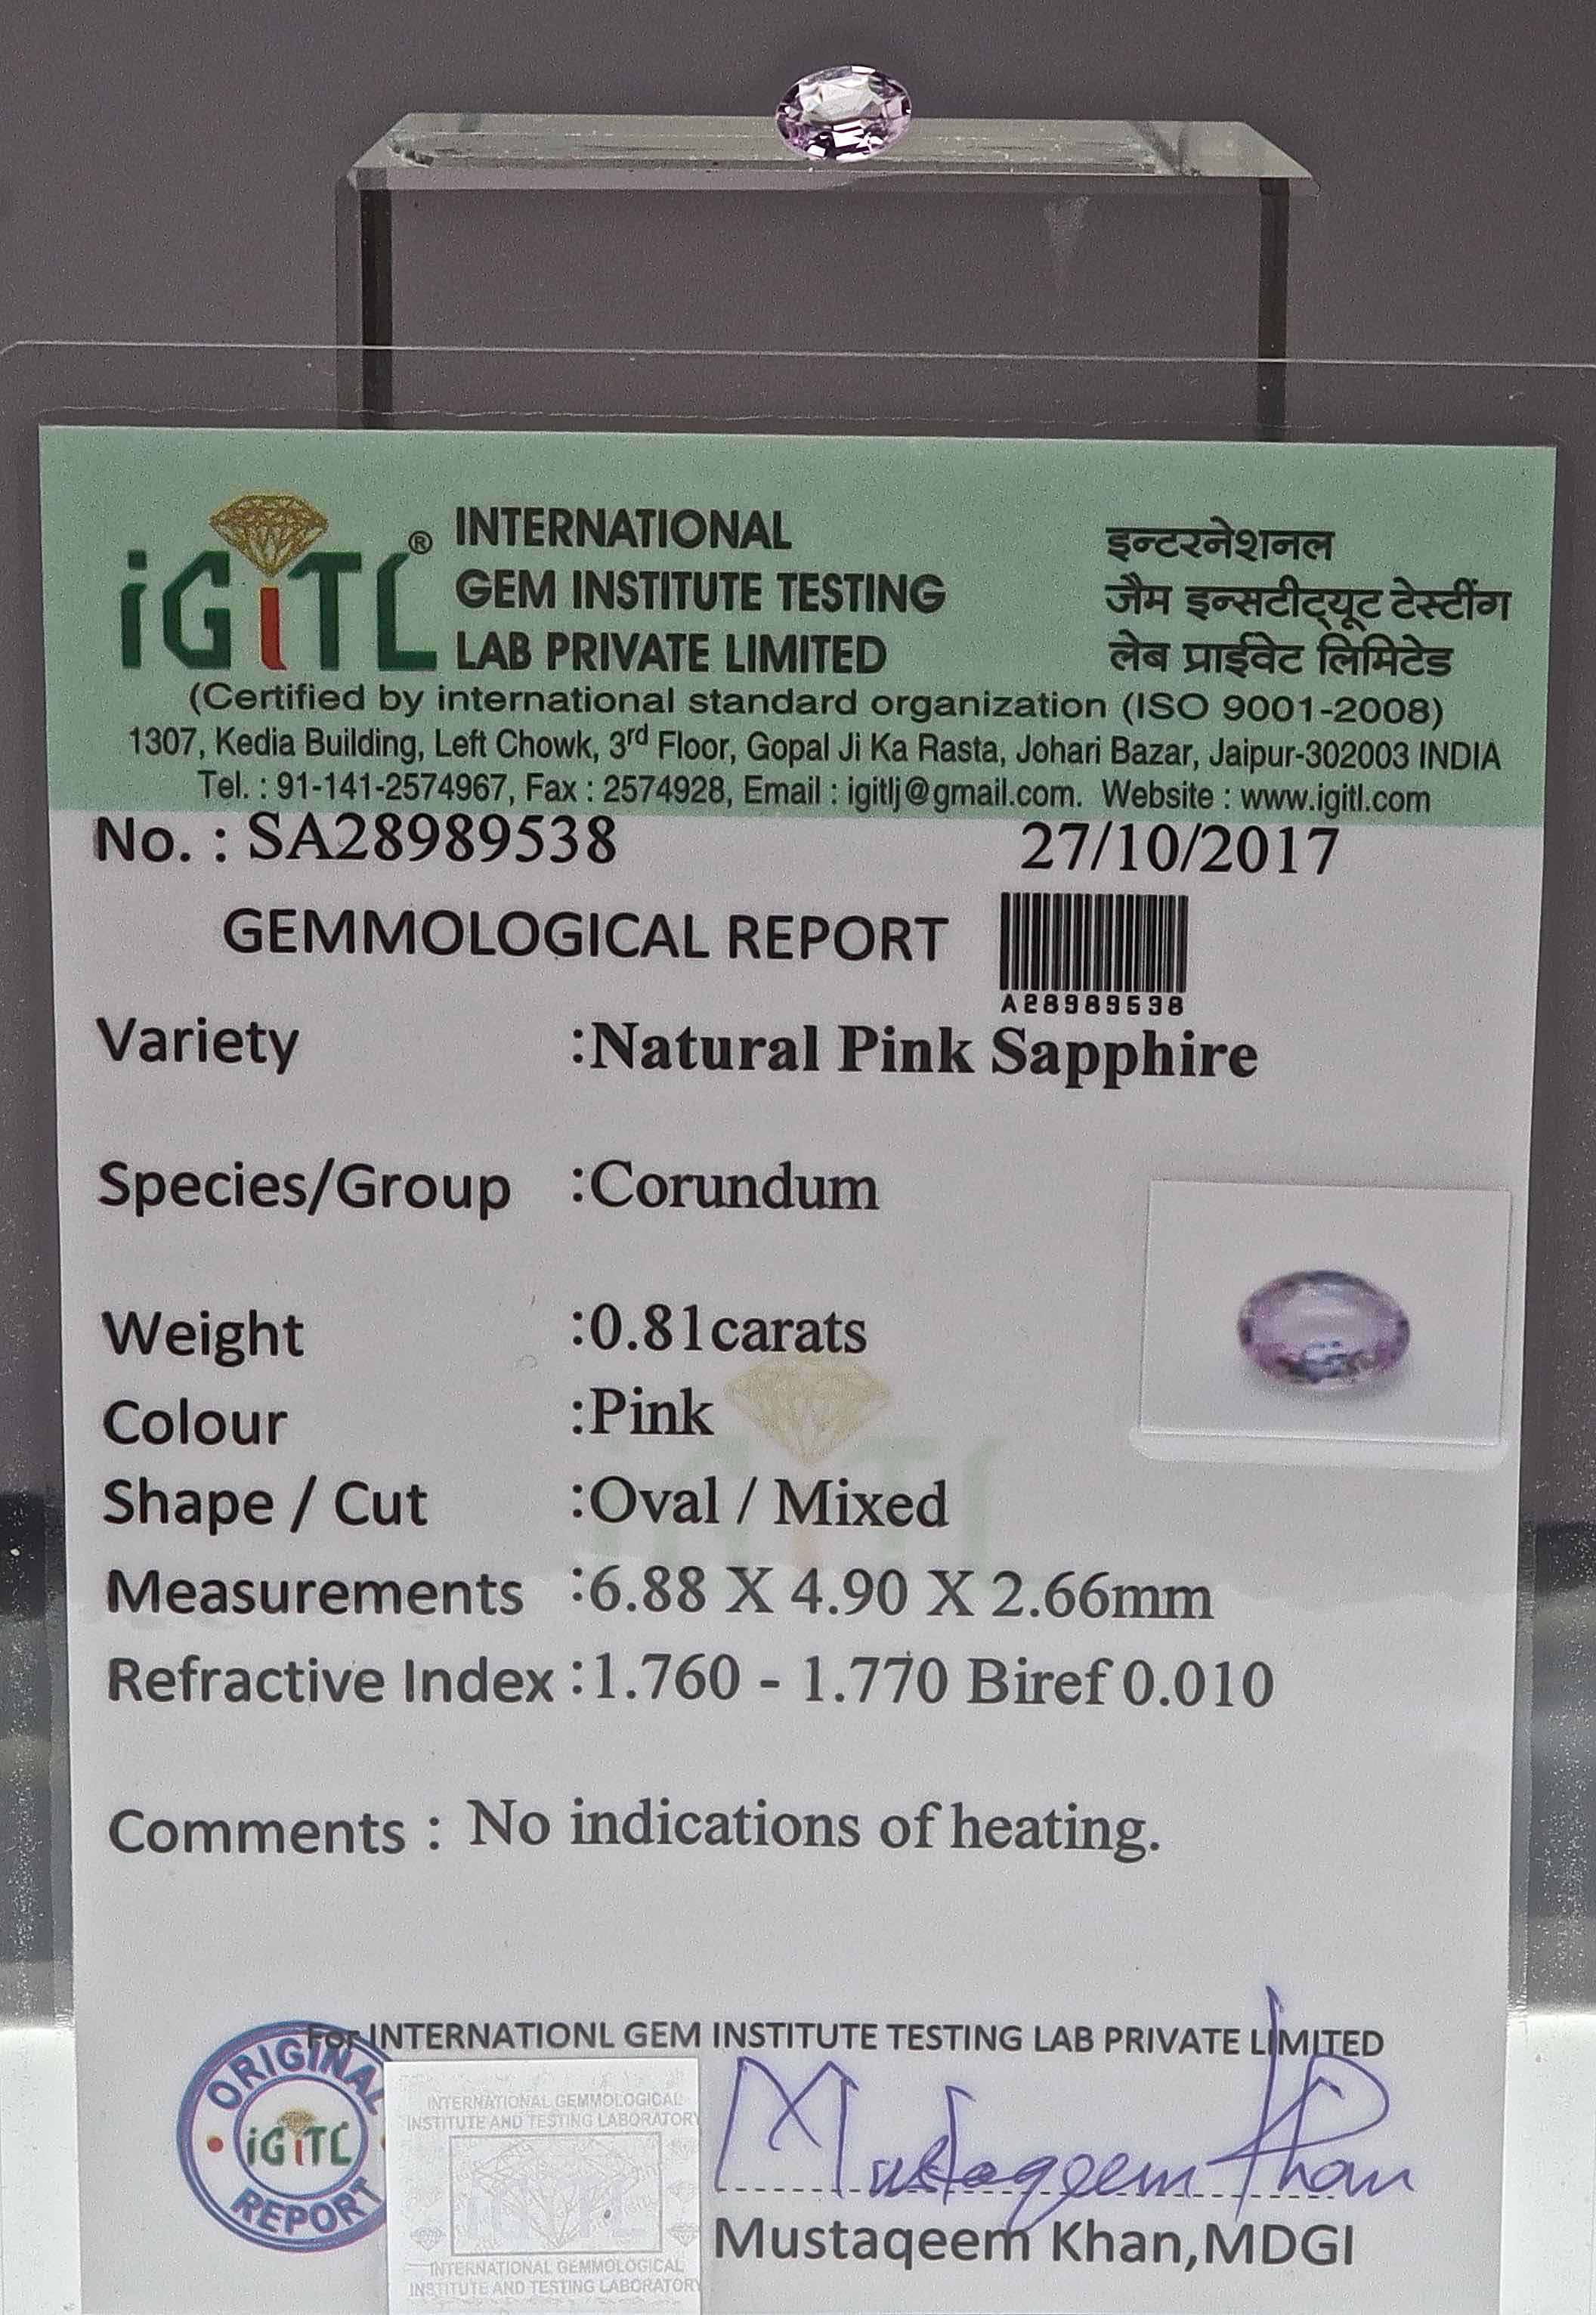 iGiTL®
INTERNATIONAL
GEM INSTITUTE TESTING
LAB PRIVATE LIMITED
इन्टरनेशनल
जैम इन्सटीट्यूट टेस्टींग
लेब प्राईवेट लिमिटेड
(Certified by international standard organization (ISO 9001-2008)
1307, Kedia Building, Left Chowk, 3rd Floor, Gopal Ji Ka Rasta, Johari Bazar, Jaipur-302003 INDIA
Tel. : 91-141-2574967, Fax : 2574928, Email : igitlj@gmail.com. Website : www.igitl.com
No. : SA28989538 27/10/2017
GEMMOLOGICAL REPORT
A28989538
Variety :Natural Pink Sapphire
Species/Group :Corundum
Weight :0.81carats
Colour :Pink
Shape / Cut :Oval / Mixed
Measurements :6.88 X 4.90 X 2.66mm
Refractive Index :1.760 - 1.770 Biref 0.010
Comments : No indications of heating.
For INTERNATIONL GEM INSTITUTE TESTING LAB PRIVATE LIMITED
ORIGINAL
iGiTL
REPORT
INTERNATIONAL GEMMOLOGICAL
INSTITUTE AND TESTING LABORATORY
INTERNATIONAL GEMMOLOGICAL
INSTITUTE AND TESTING LABORATORY
Mustaqeem Khan
Mustaqeem Khan,MDGI